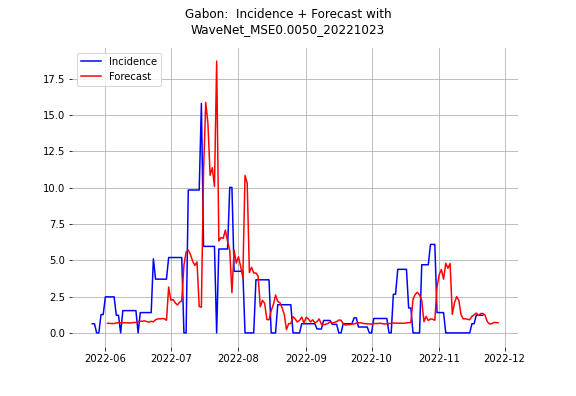 Gabon:  Incidence + Forecast with
WaveNet_MSE0.0050_20221023
Incidence
Forecast
17.5
15.0
12.5
10.0
7.5
5.0
2.5
0.0
2022-06 2022-07 2022-08 2022-09 2022-10 2022-11 2022-12